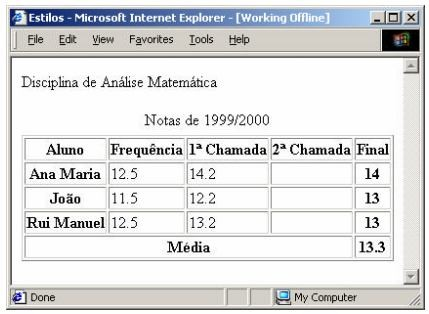 Estilos - Microsoft Internet Explorer - [Working Offline]
File Edit View Favorites Tools Help
Disciplina de Análise Matemática
Notas de 1999/2000
Aluno Frequência 1ª Chamada 2ª Chamada Final
Ana Maria 12.5 14.2 14
João 11.5 12.2 13
Rui Manuel 12.5 13.2 13
Média 13.3
Done My Computer